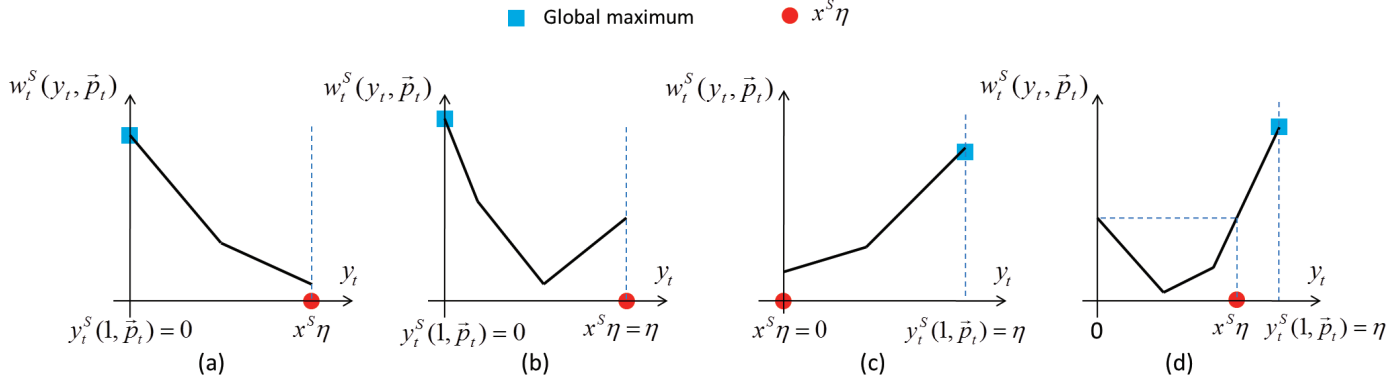 Global maximum x^S η
w_t^S(y_t, p⃗_t) w_t^S(y_t, p⃗_t) w_t^S(y_t, p⃗_t) w_t^S(y_t, p⃗_t)
y_t y_t y_t y_t
y_t^S(1, p⃗_t) = 0 x^S η y_t^S(1, p⃗_t) = 0 x^S η = η x^S η = 0 y_t^S(1, p⃗_t) = η 0 x^S η y_t^S(1, p⃗_t) = η
(a) (b) (c) (d)